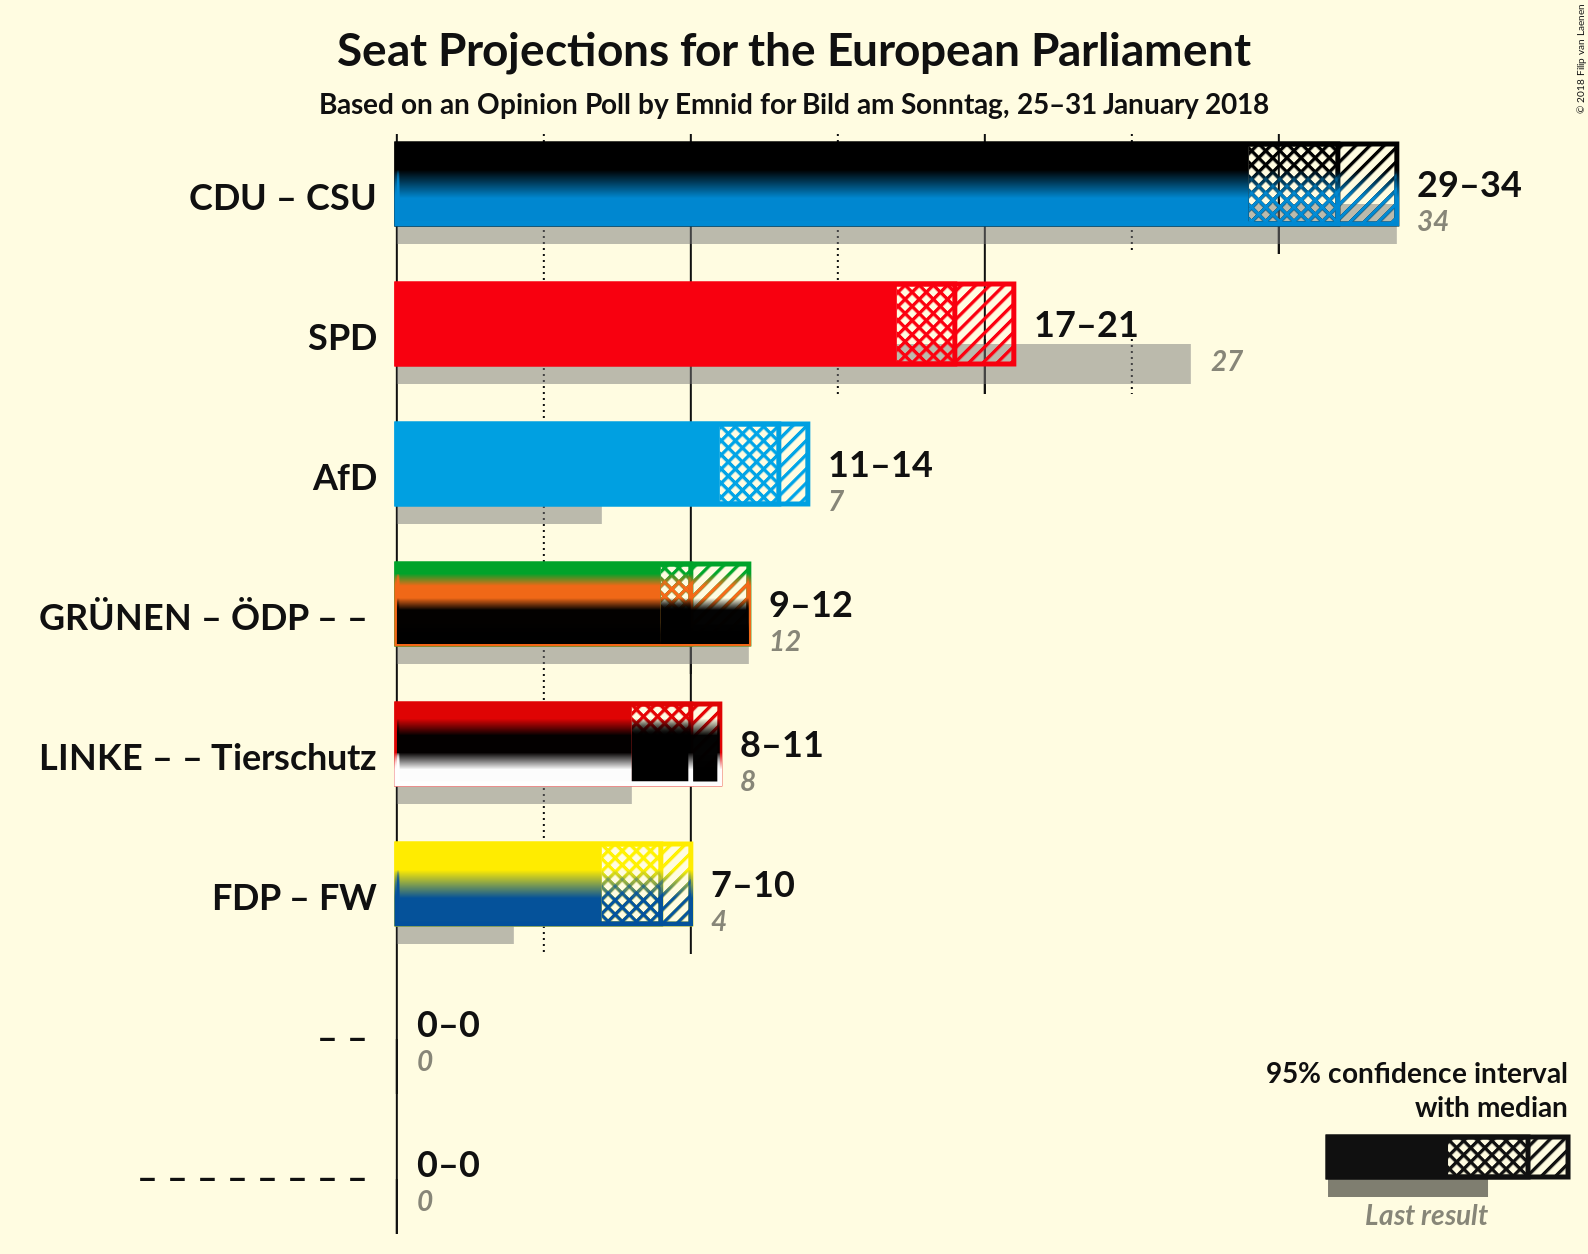 Seat Projections for the European Parliament
Based on an Opinion Poll by Emnid for Bild am Sonntag, 25–31 January 2018
© 2018 Filip van Laenen
CDU – CSU
29–34
34
SPD
17–21
27
AfD
11–14
7
GRÜNEN – ÖDP – –
9–12
12
LINKE – – Tierschutz
8–11
8
FDP – FW
7–10
4
– –
0–0
0
– – – – – – – –
0–0
0
95% confidence interval
with median
Last result